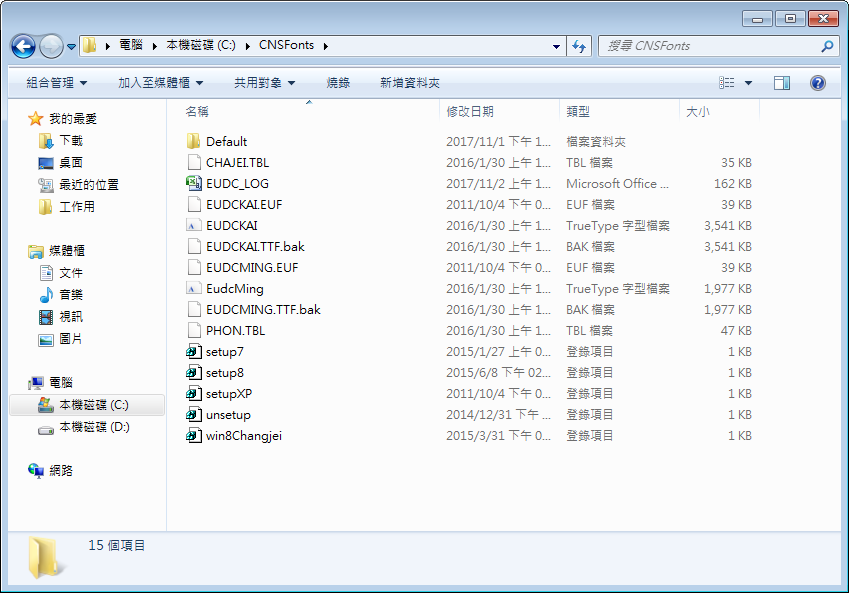 電腦 本機磁碟 (C:) CNSFonts 搜尋 CNSFonts
組合管理 加入至媒體櫃 共用對象 燒錄 新增資料夾
我的最愛
下載
桌面
最近的位置
工作用
媒體櫃
文件
音樂
視訊
圖片
電腦
本機磁碟 (C:)
本機磁碟 (D:)
網路
名稱 修改日期 類型 大小
Default 2017/11/1 下午 1... 檔案資料夾
CHAJEI.TBL 2016/1/30 上午 1... TBL 檔案 35 KB
EUDC_LOG 2017/11/2 上午 1... Microsoft Office ... 162 KB
EUDCKAI.EUF 2011/10/4 下午 0... EUF 檔案 39 KB
EUDCKAI 2016/1/30 上午 1... TrueType 字型檔案 3,541 KB
EUDCKAI.TTF.bak 2016/1/30 上午 1... BAK 檔案 3,541 KB
EUDCMING.EUF 2011/10/4 下午 0... EUF 檔案 39 KB
EudcMing 2016/1/30 上午 1... TrueType 字型檔案 1,977 KB
EUDCMING.TTF.bak 2016/1/30 上午 1... BAK 檔案 1,977 KB
PHON.TBL 2016/1/30 上午 1... TBL 檔案 47 KB
setup7 2015/1/27 上午 0... 登錄項目 1 KB
setup8 2015/6/8 下午 02... 登錄項目 1 KB
setupXP 2011/10/4 下午 0... 登錄項目 1 KB
unsetup 2014/12/31 下午 ... 登錄項目 1 KB
win8Changjei 2015/3/31 下午 0... 登錄項目 1 KB
15 個項目